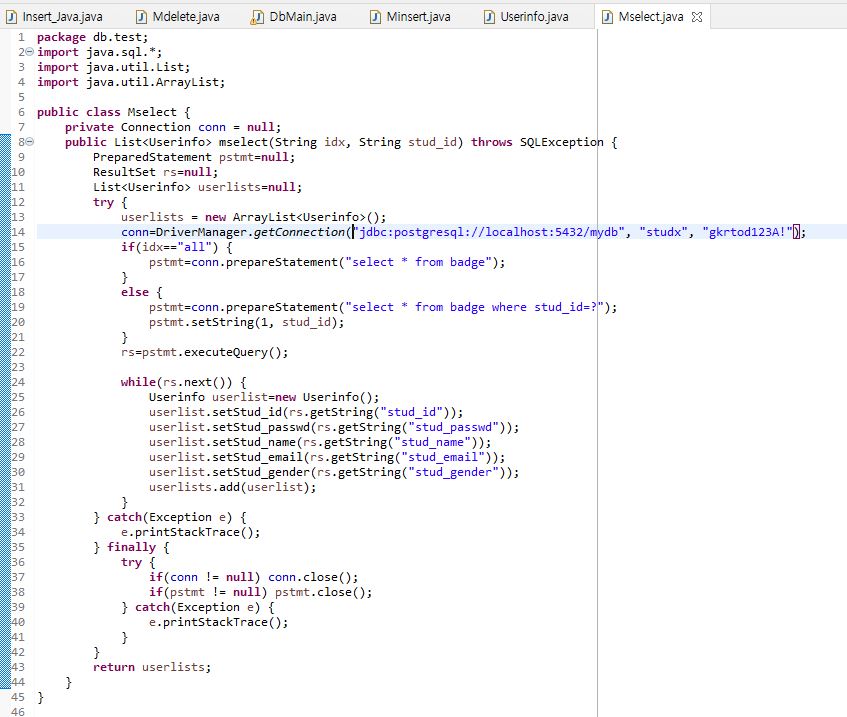 Insert_Java.java Mdelete.java DbMain.java Minsert.java Userinfo.java Mselect.java
1 package db.test;
2 import java.sql.*;
3 import java.util.List;
4 import java.util.ArrayList;
5
6 public class Mselect {
7     private Connection conn = null;
8     public List<Userinfo> mselect(String idx, String stud_id) throws SQLException {
9         PreparedStatement pstmt=null;
10         ResultSet rs=null;
11         List<Userinfo> userlists=null;
12         try {
13             userlists = new ArrayList<Userinfo>();
14             conn=DriverManager.getConnection("jdbc:postgresql://localhost:5432/mydb", "studx", "gkrtod123A!");
15             if(idx=="all") {
16                 pstmt=conn.prepareStatement("select * from badge");
17             }
18             else {
19                 pstmt=conn.prepareStatement("select * from badge where stud_id=?");
20                 pstmt.setString(1, stud_id);
21             }
22             rs=pstmt.executeQuery();
23
24             while(rs.next()) {
25                 Userinfo userlist=new Userinfo();
26                 userlist.setStud_id(rs.getString("stud_id"));
27                 userlist.setStud_passwd(rs.getString("stud_passwd"));
28                 userlist.setStud_name(rs.getString("stud_name"));
29                 userlist.setStud_email(rs.getString("stud_email"));
30                 userlist.setStud_gender(rs.getString("stud_gender"));
31                 userlists.add(userlist);
32             }
33         } catch(Exception e) {
34             e.printStackTrace();
35         } finally {
36             try {
37                 if(conn != null) conn.close();
38                 if(pstmt != null) pstmt.close();
39             } catch(Exception e) {
40                 e.printStackTrace();
41             }
42         }
43         return userlists;
44     }
45 }
46